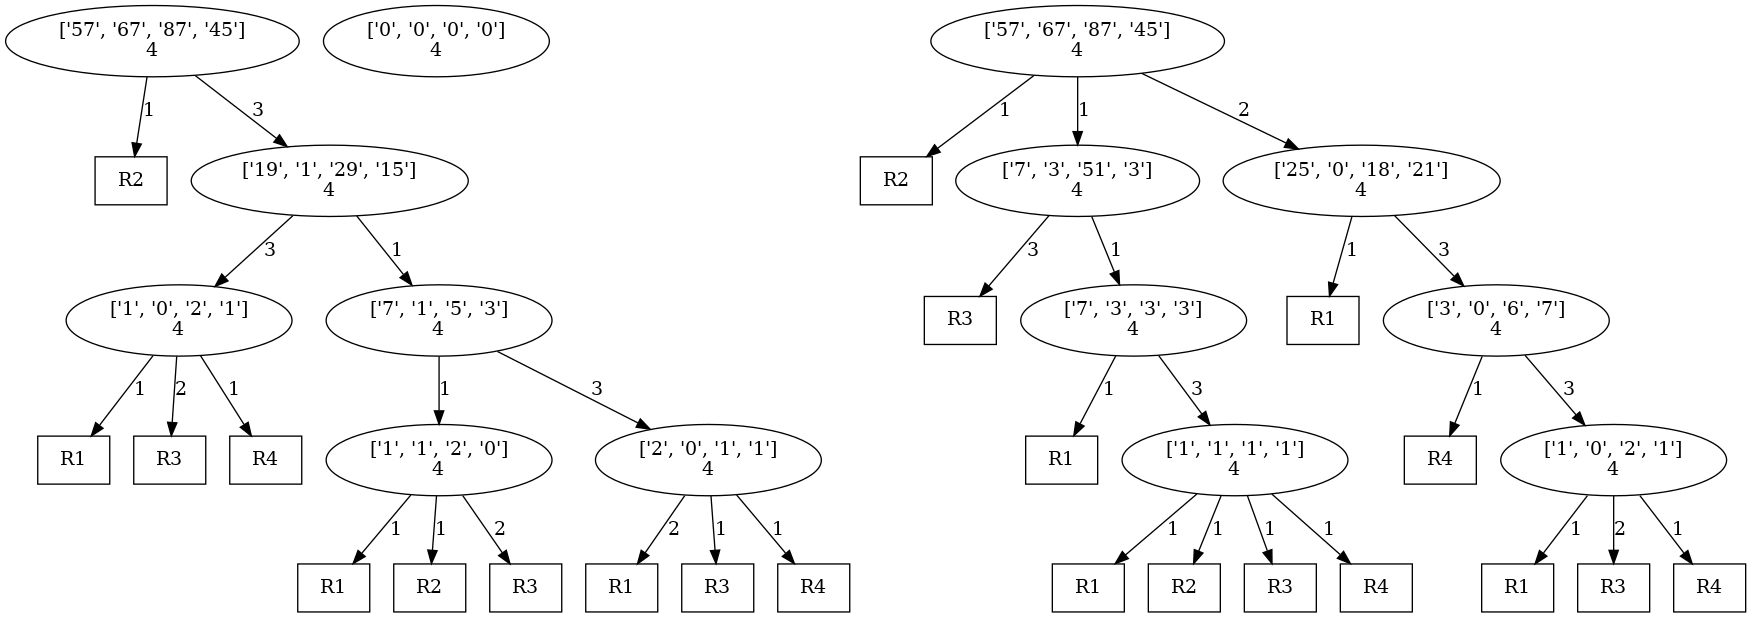 ['57', '67', '87', '45']
4
['0', '0', '0', '0']
4
['57', '67', '87', '45']
4
1
3
1
1
2
R2
['19', '1', '29', '15']
4
R2
['7', '3', '51', '3']
4
['25', '0', '18', '21']
4
3
1
3
1
1
3
['1', '0', '2', '1']
4
['7', '1', '5', '3']
4
R3
['7', '3', '3', '3']
4
R1
['3', '0', '6', '7']
4
1
2
1
1
3
1
3
1
3
R1
R3
R4
['1', '1', '2', '0']
4
['2', '0', '1', '1']
4
R1
['1', '1', '1', '1']
4
R4
['1', '0', '2', '1']
4
1
1
2
2
1
1
1
1
1
1
1
2
1
R1
R2
R3
R1
R3
R4
R1
R2
R3
R4
R1
R3
R4